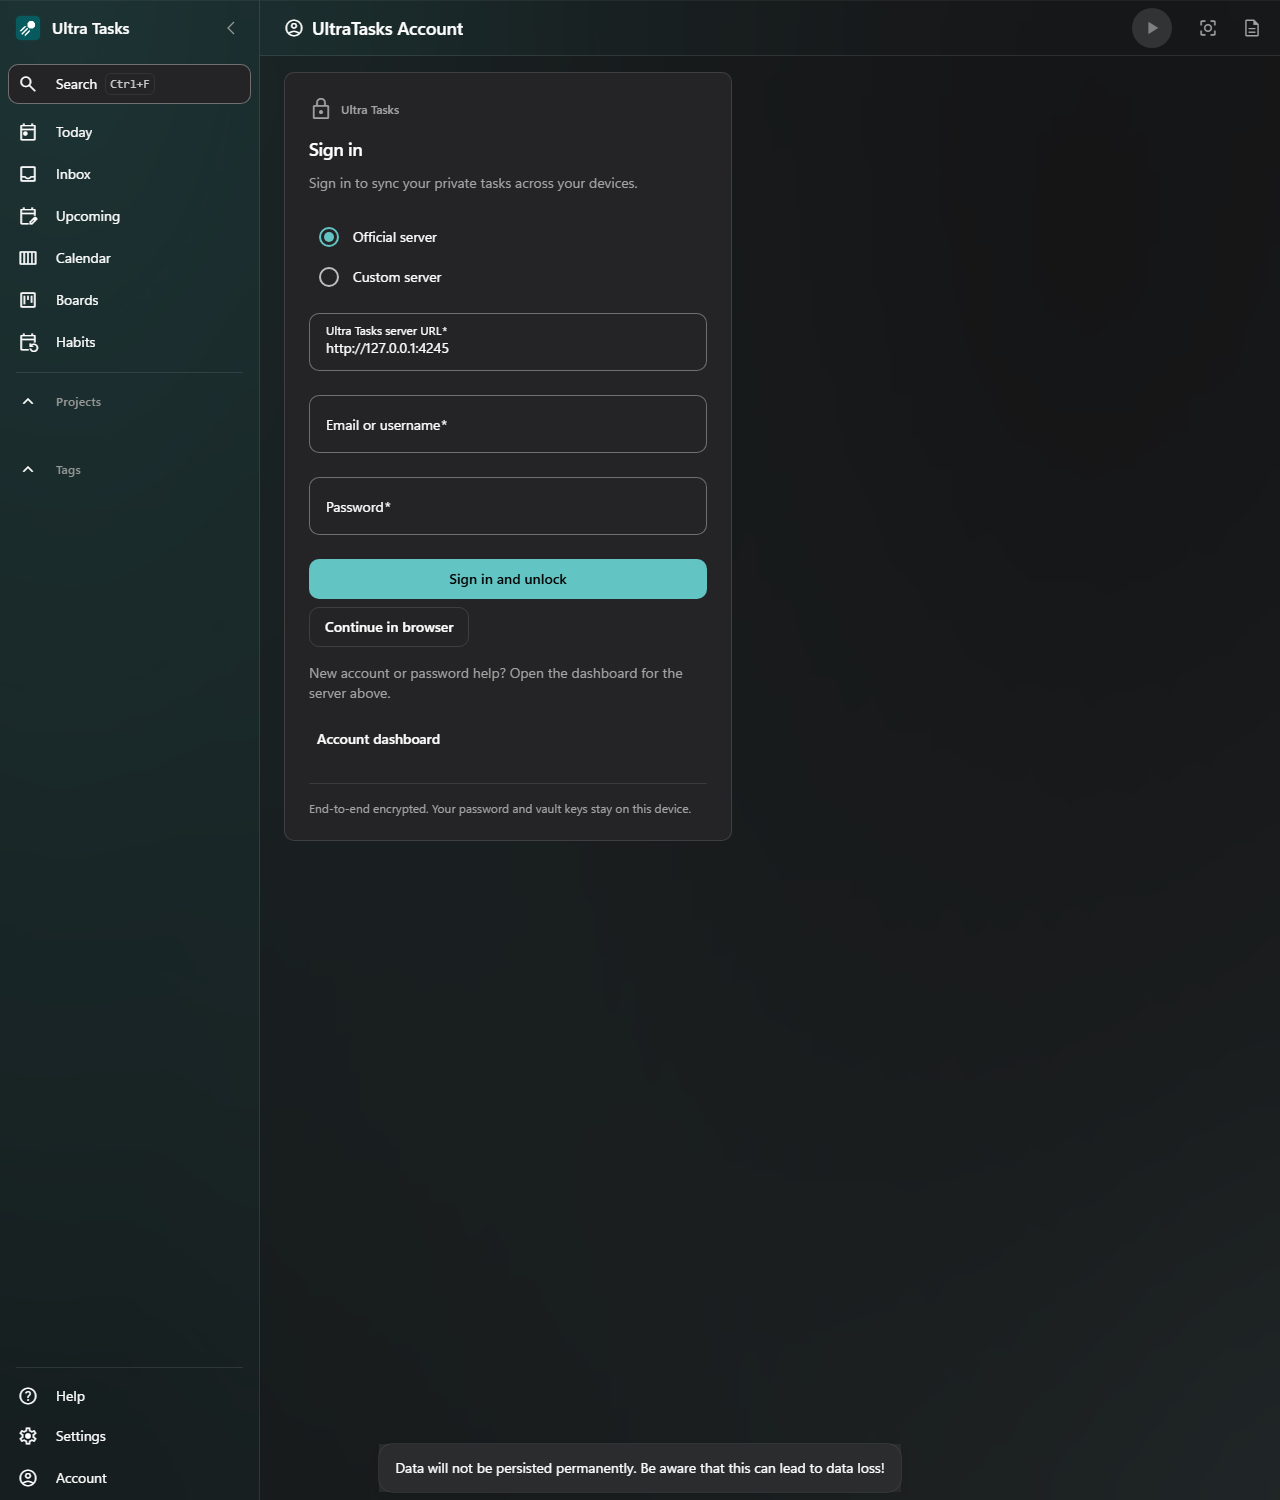 Ultra Tasks
Search Ctrl+F
Today
Inbox
Upcoming
Calendar
Boards
Habits
Projects
Tags
Help
Settings
Account
UltraTasks Account
Ultra Tasks
Sign in
Sign in to sync your private tasks across your devices.
Official server
Custom server
Ultra Tasks server URL*
http://127.0.0.1:4245
Email or username*
Password*
Sign in and unlock
Continue in browser
New account or password help? Open the dashboard for the
server above.
Account dashboard
End-to-end encrypted. Your password and vault keys stay on this device.
Data will not be persisted permanently. Be aware that this can lead to data loss!